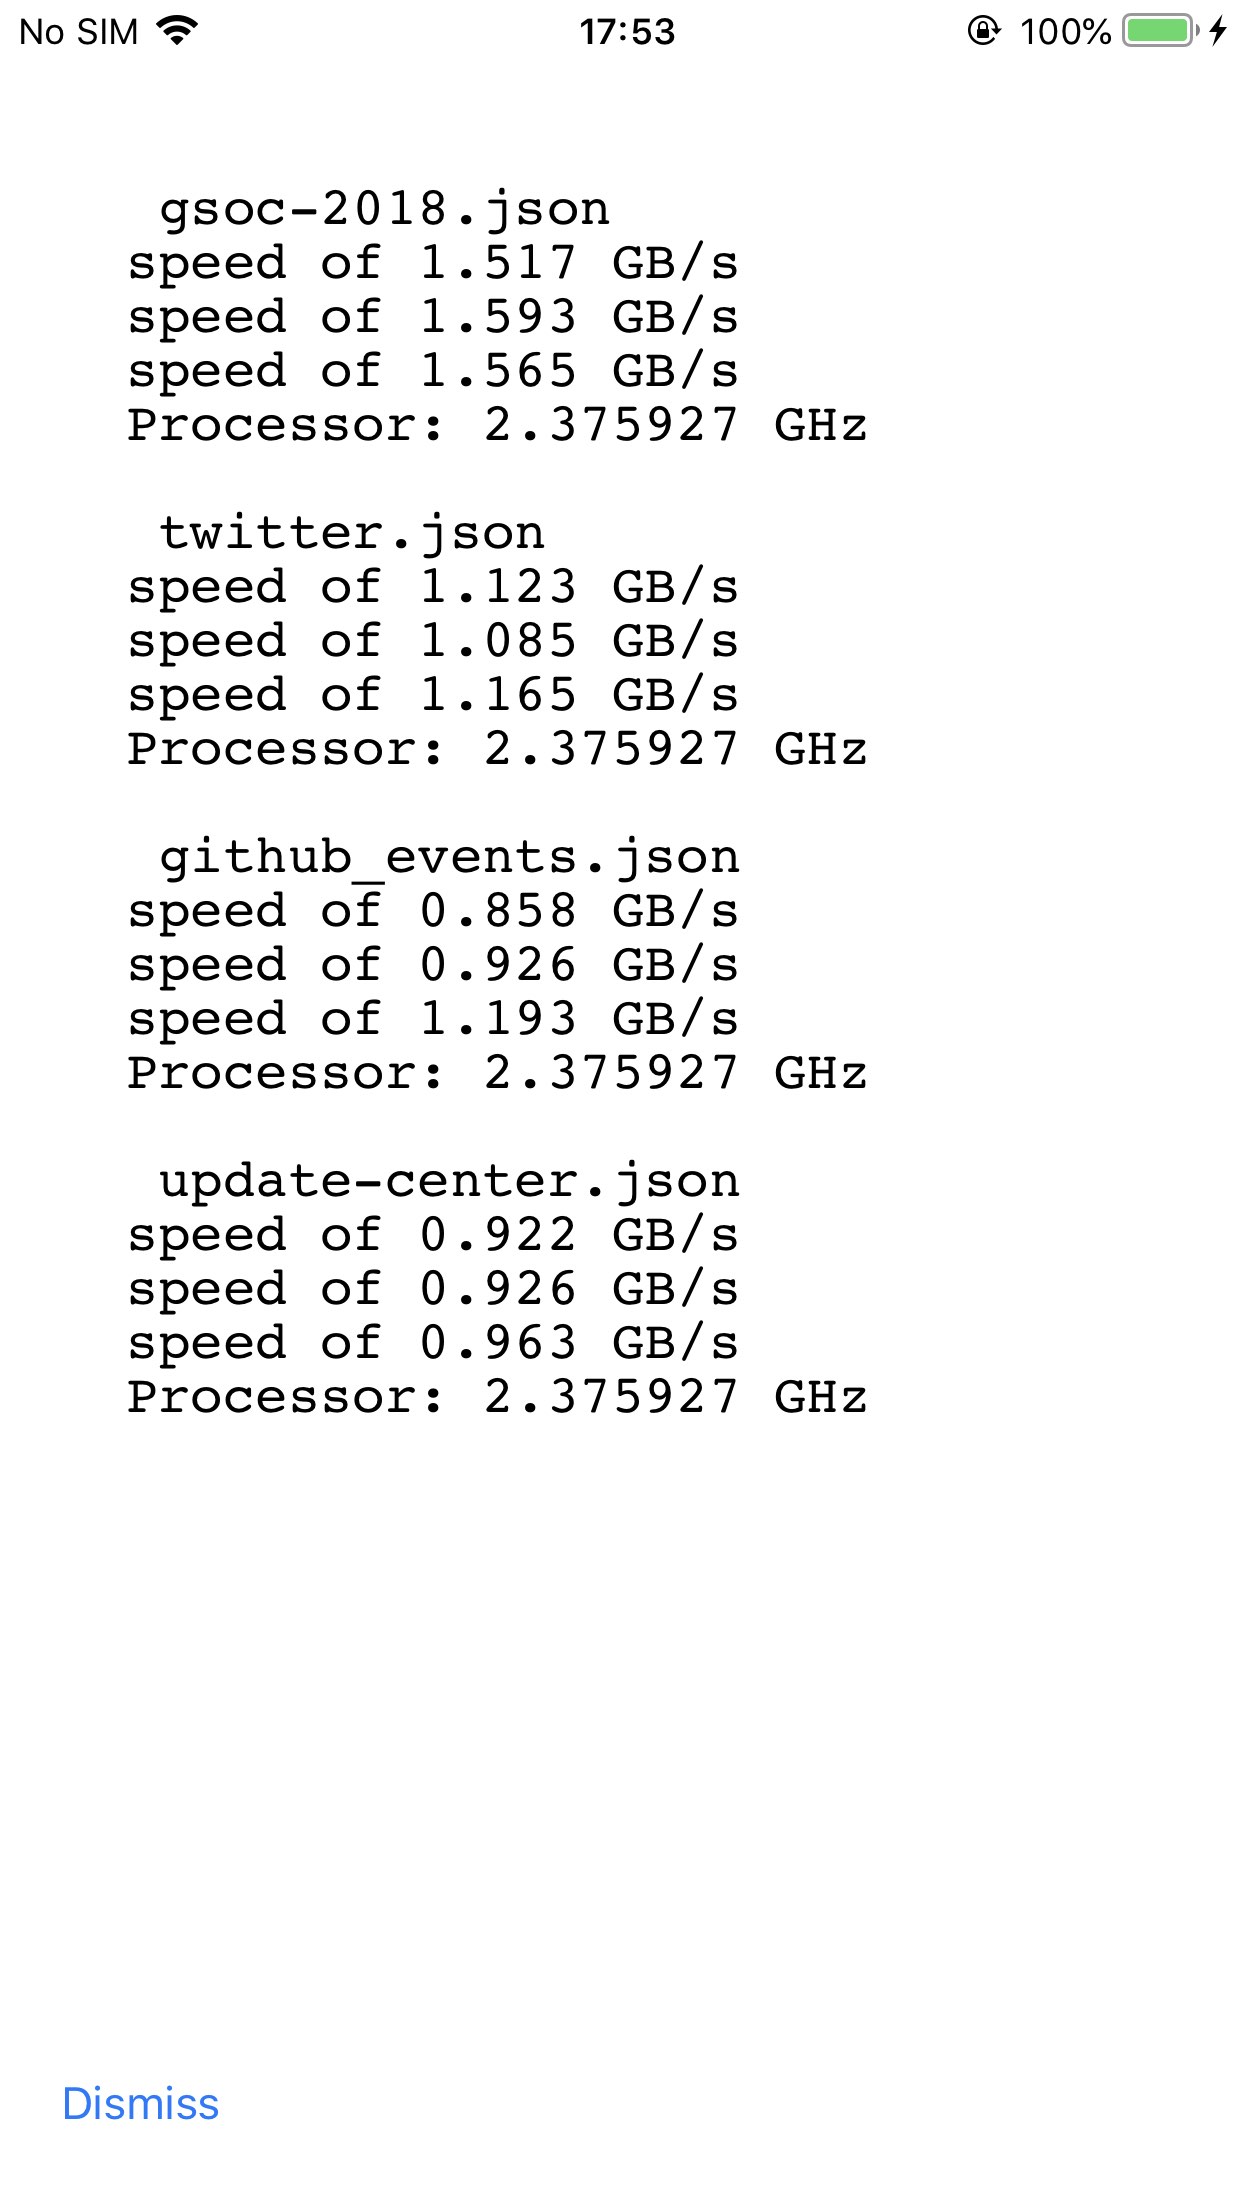 No SIM 17:53 100%
gsoc-2018.json
speed of 1.517 GB/s
speed of 1.593 GB/s
speed of 1.565 GB/s
Processor: 2.375927 GHz
twitter.json
speed of 1.123 GB/s
speed of 1.085 GB/s
speed of 1.165 GB/s
Processor: 2.375927 GHz
github_events.json
speed of 0.858 GB/s
speed of 0.926 GB/s
speed of 1.193 GB/s
Processor: 2.375927 GHz
update-center.json
speed of 0.922 GB/s
speed of 0.926 GB/s
speed of 0.963 GB/s
Processor: 2.375927 GHz
Dismiss